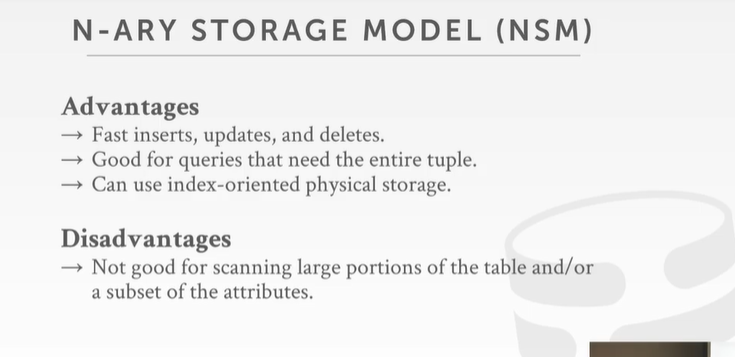 N-ARY STORAGE MODEL (NSM)
Advantages
→ Fast inserts, updates, and deletes.
→ Good for queries that need the entire tuple.
→ Can use index-oriented physical storage.
Disadvantages
→ Not good for scanning large portions of the table and/or
a subset of the attributes.